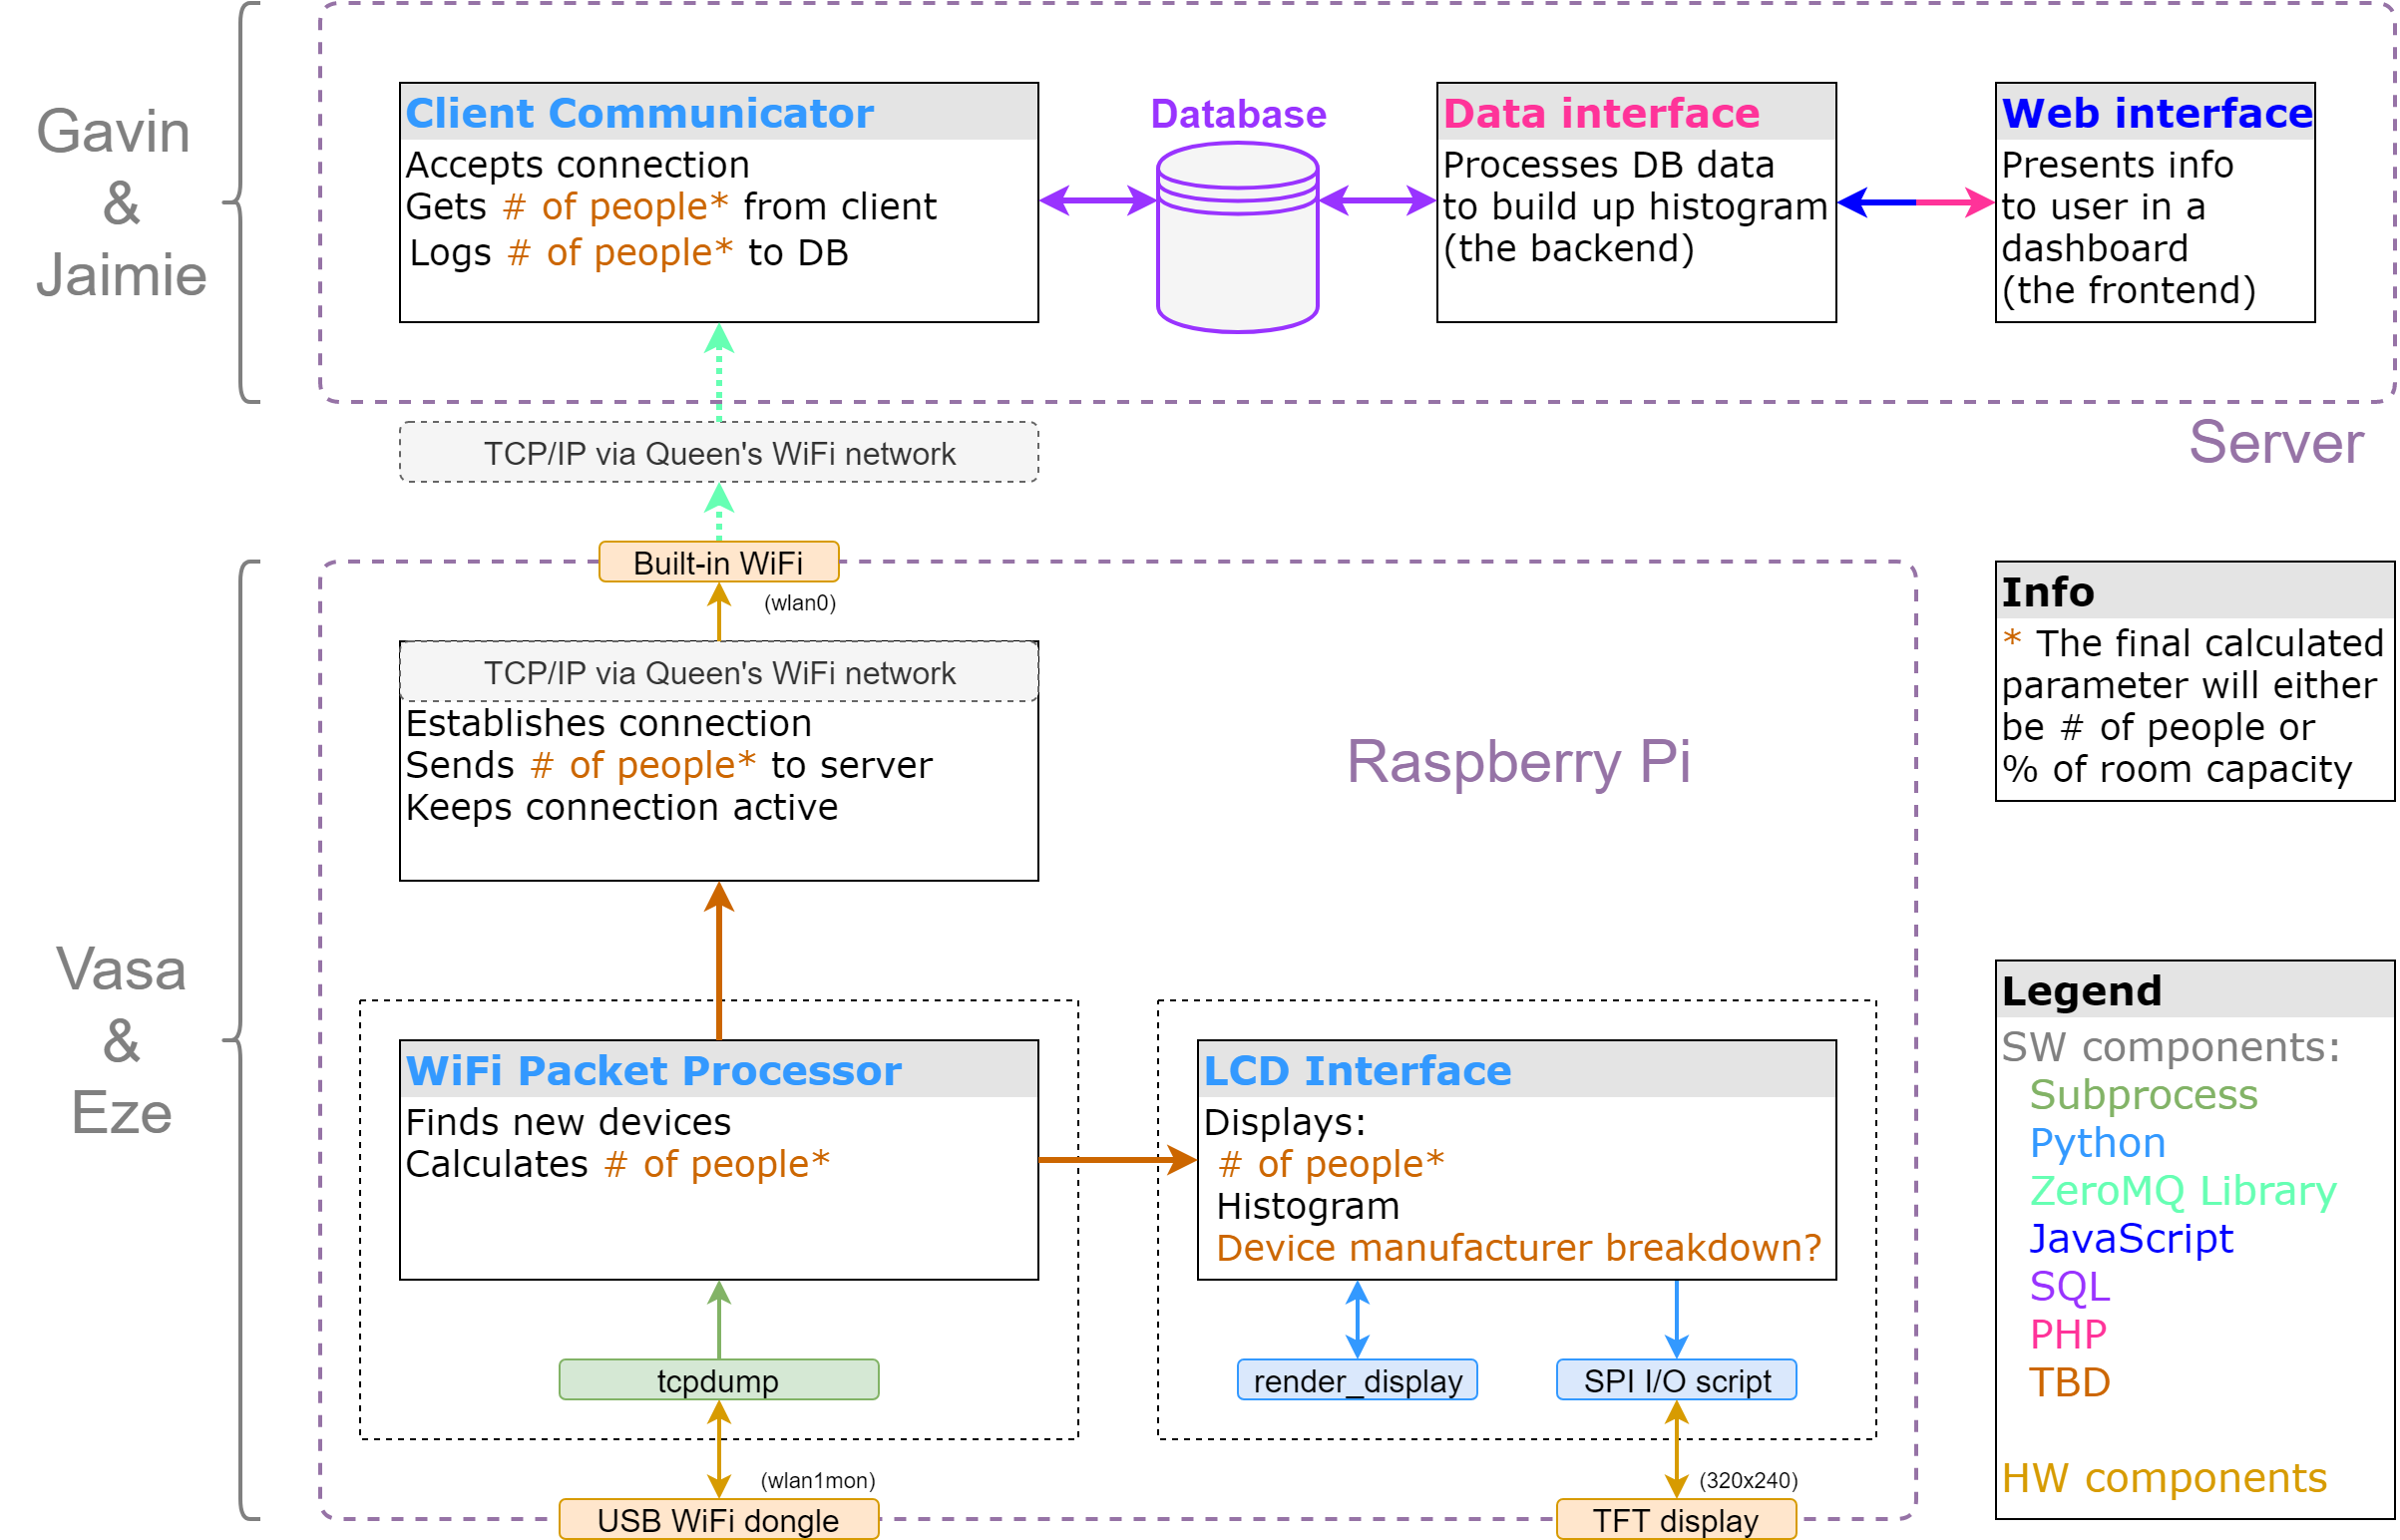 Gavin
&
Jaimie
Client Communicator
Accepts connection
Gets # of people* from client
Logs # of people* to DB
Database
Data interface
Processes DB data
to build up histogram
(the backend)
Web interface
Presents info
to user in a
dashboard
(the frontend)
TCP/IP via Queen's WiFi network
Server
Built-in WiFi
(wlan0)
TCP/IP via Queen's WiFi network
Establishes connection
Sends # of people* to server
Keeps connection active
Raspberry Pi
Info
* The final calculated
parameter will either
be # of people or
% of room capacity
Vasa
&
Eze
WiFi Packet Processor
Finds new devices
Calculates # of people*
LCD Interface
Displays:
# of people*
Histogram
Device manufacturer breakdown?
tcpdump
render_display
SPI I/O script
(wlan1mon)
(320x240)
USB WiFi dongle
TFT display
Legend
SW components:
Subprocess
Python
ZeroMQ Library
JavaScript
SQL
PHP
TBD
HW components